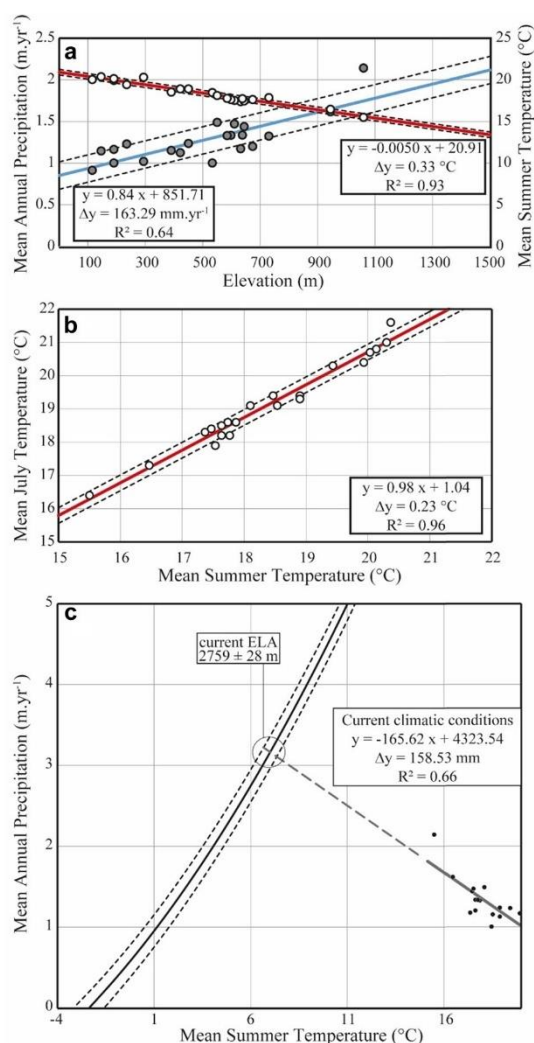 a
Mean Annual Precipitation (m.yr⁻¹)
2.5
2
1.5
1
0.5
0
Mean Summer Temperature (°C)
25
20
15
10
5
0
y = -0.0050 x + 20.91
Δy = 0.33 °C
R² = 0.93
y = 0.84 x + 851.71
Δy = 163.29 mm.yr⁻¹
R² = 0.64
100 300 500 700 900 1100 1300 1500
Elevation (m)
b
Mean July Temperature (°C)
22
21
20
19
18
17
16
15
y = 0.98 x + 1.04
Δy = 0.23 °C
R² = 0.96
15 16 17 18 19 20 21 22
Mean Summer Temperature (°C)
c
Mean Annual Precipitation (m.yr⁻¹)
5
4
3
2
1
0
current ELA
2759 ± 28 m
Current climatic conditions
y = -165.62 x + 4323.54
Δy = 158.53 mm
R² = 0.66
-4 1 6 11 16
Mean Summer Temperature (°C)